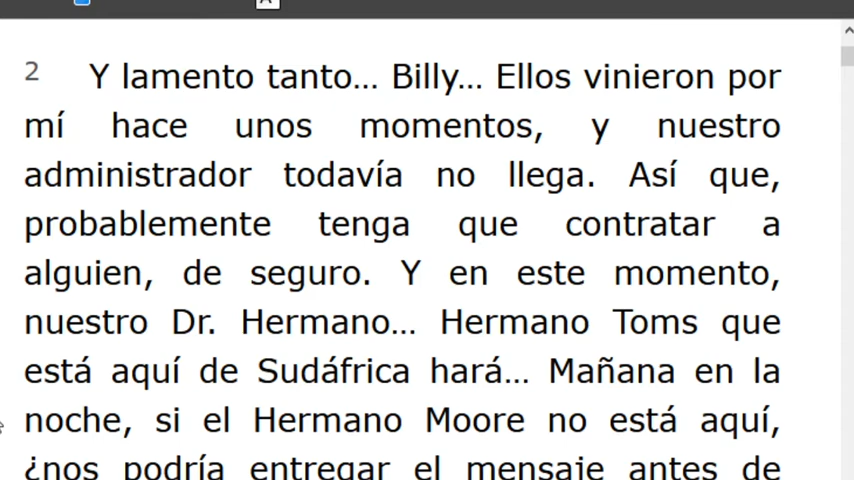 2 Y lamento tanto... Billy... Ellos vinieron por
mí hace unos momentos, y nuestro
administrador todavía no llega. Así que,
probablemente tenga que contratar a
alguien, de seguro. Y en este momento,
nuestro Dr. Hermano... Hermano Toms que
está aquí de Sudáfrica hará... Mañana en la
noche, si el Hermano Moore no está aquí,
¿nos podría entregar el mensaje antes de